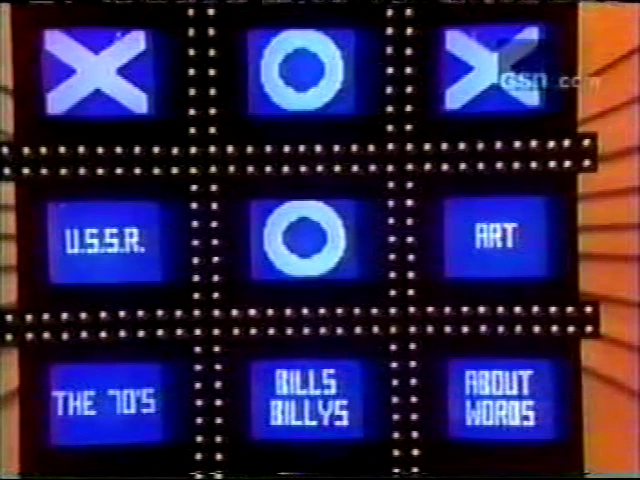 X O X
GSN.com
U.S.S.R. O ART
THE 70'S
BILLS
BILLYS
ABOUT
WORDS